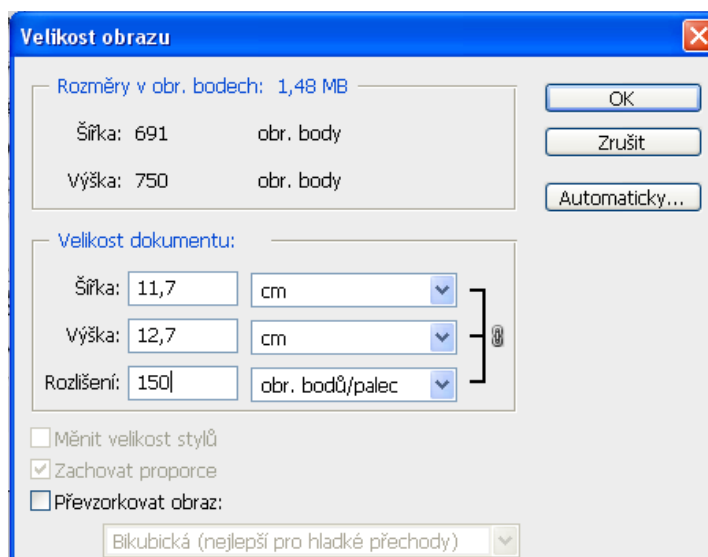 Velikost obrazu
Rozměry v obr. bodech: 1,48 MB
OK
Šířka: 691 obr. body
Zrušit
Výška: 750 obr. body
Automaticky...
Velikost dokumentu:
Šířka: 11,7 cm
Výška: 12,7 cm
Rozlišení: 150 obr. bodů/palec
Měnit velikost stylů
Zachovat proporce
Převzorkovat obraz:
Bikubická (nejlepší pro hladké přechody)